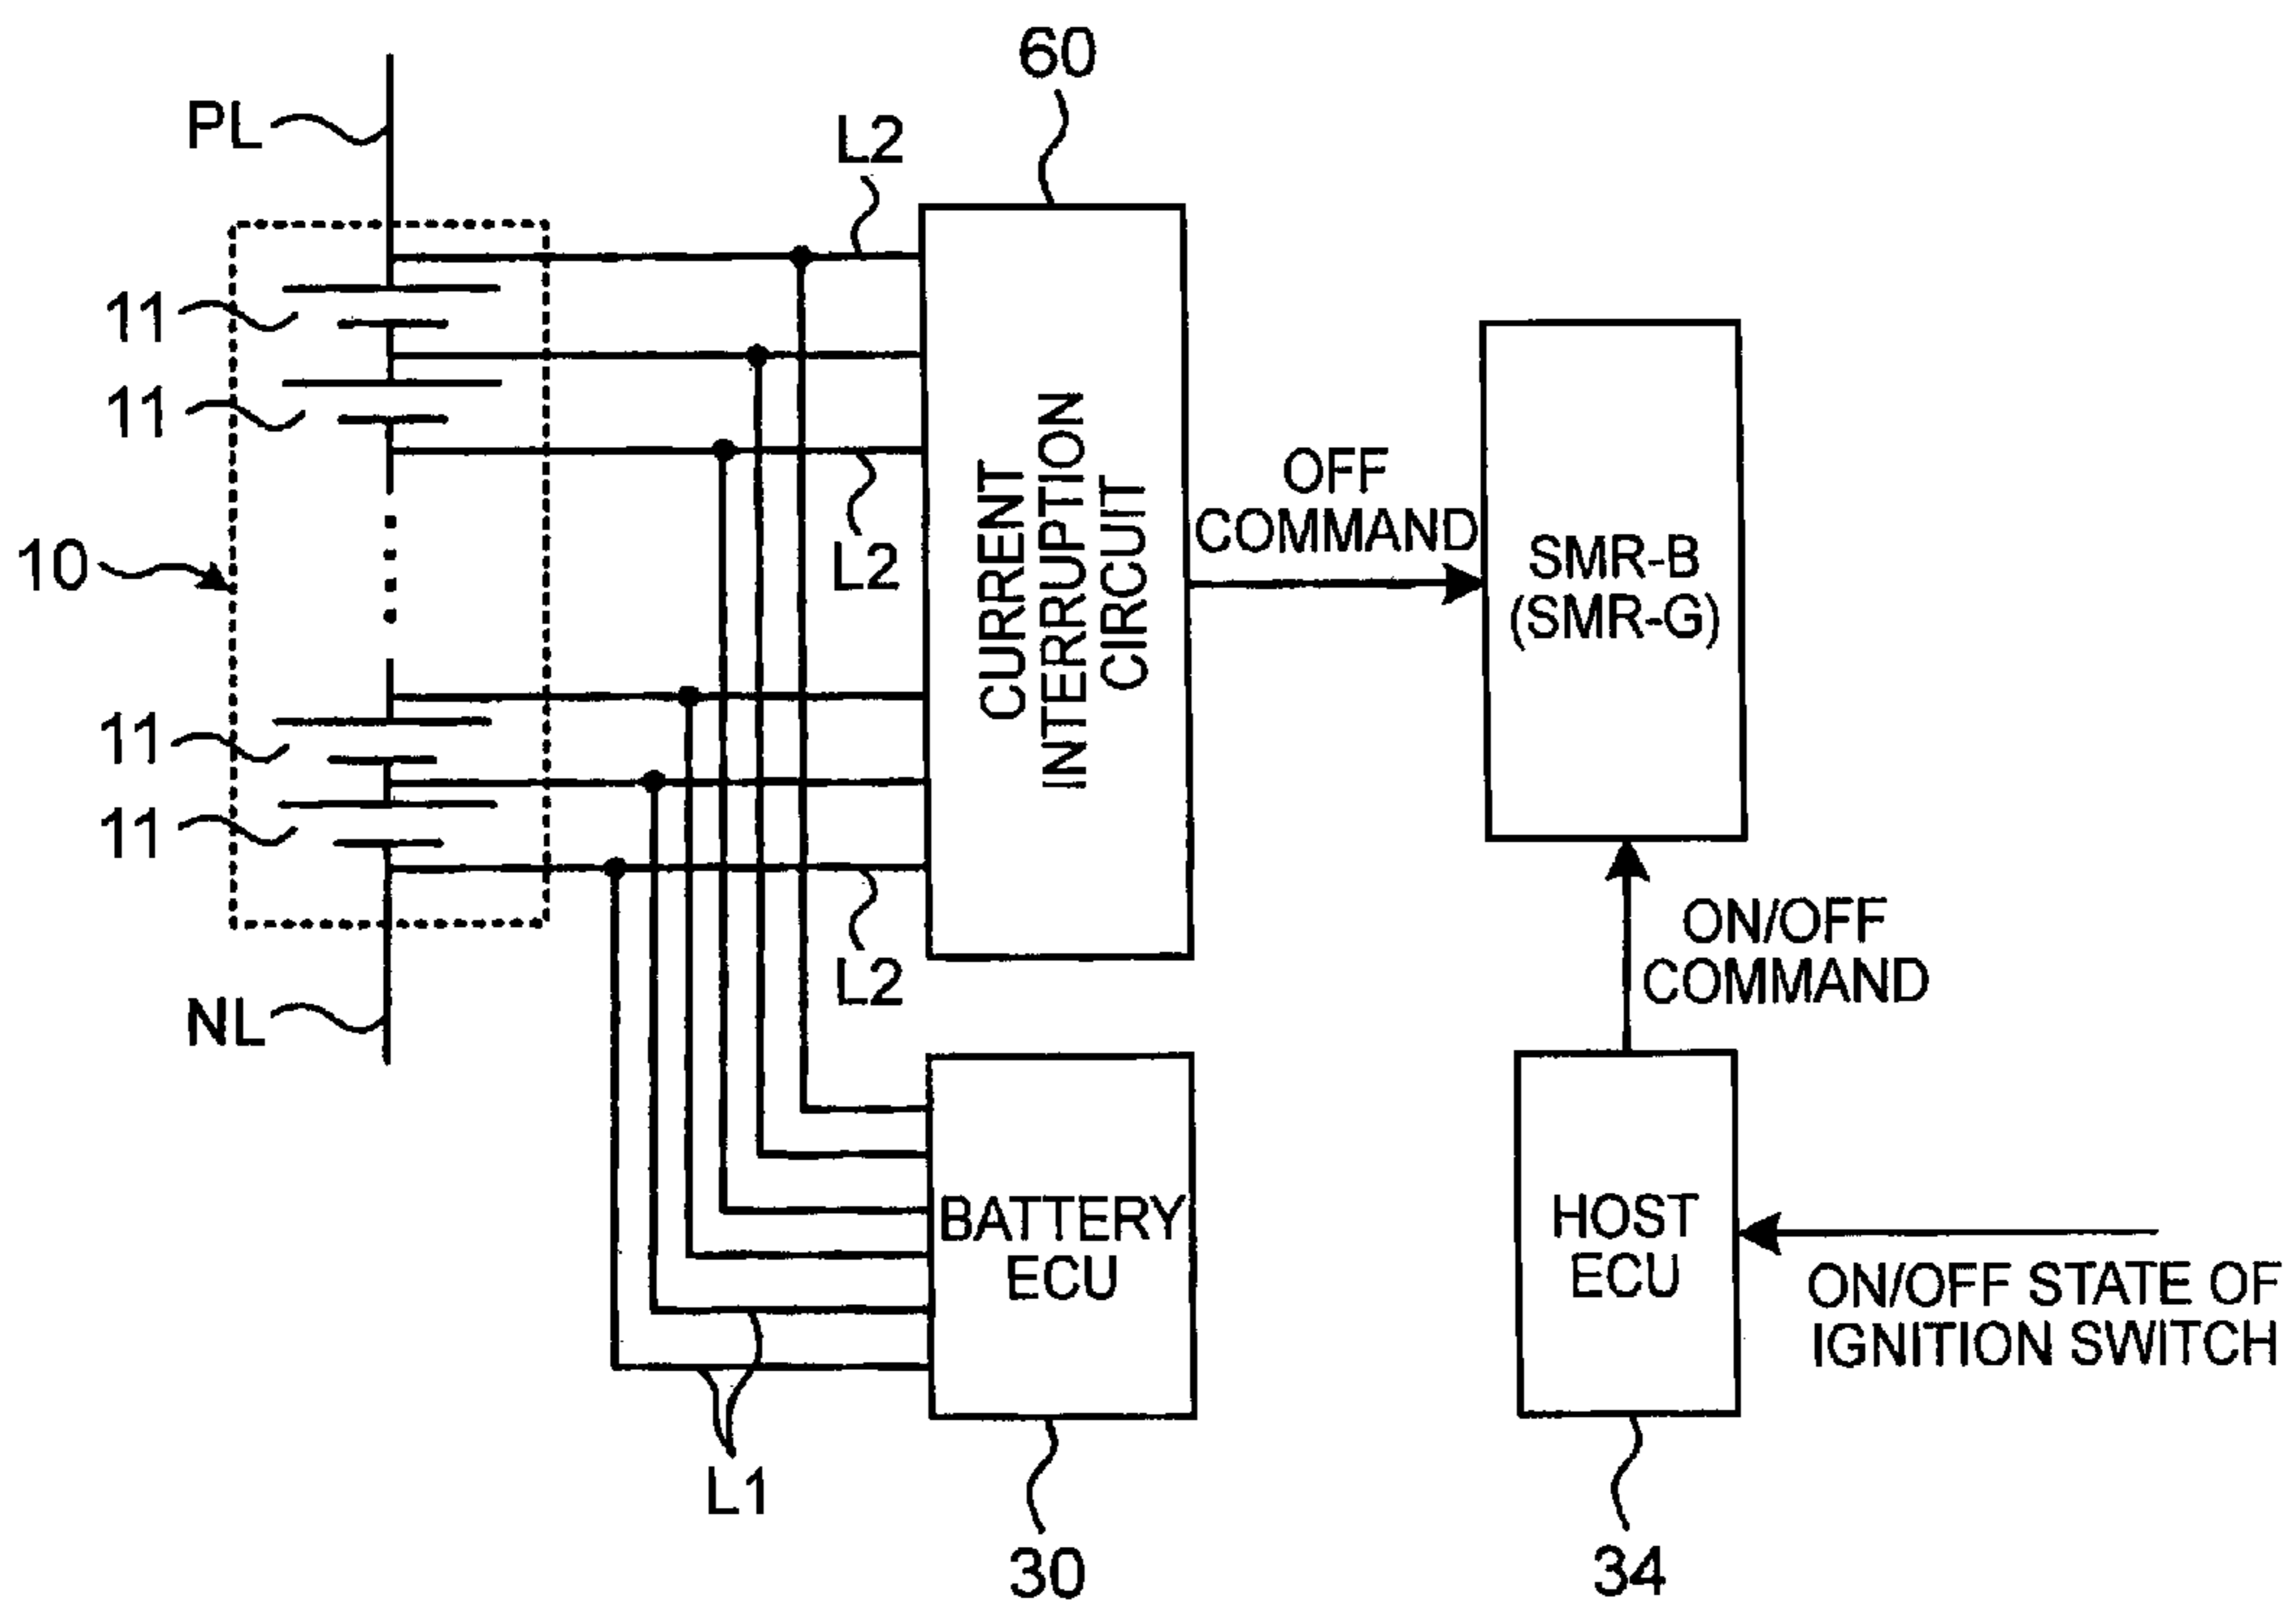 60
PL
L2
11
11
10
L2
CURRENT
INTERRUPTION
CIRCUIT
OFF
COMMAND
SMR-B
(SMR-G)
11
11
L2
NL
ON/OFF
COMMAND
BATTERY
ECU
HOST
ECU
ON/OFF STATE OF
IGNITION SWITCH
L1
30
34